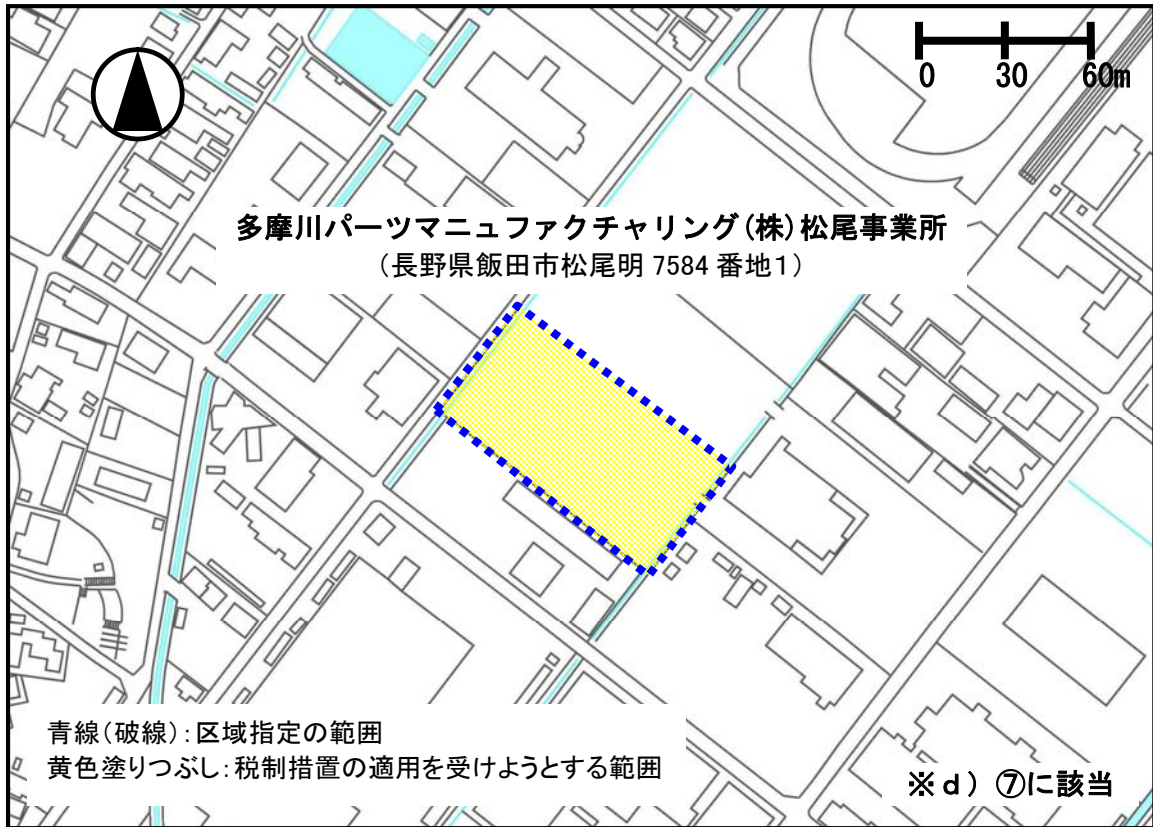 0 30 60m
多摩川パーツマニュファクチャリング(株)松尾事業所
(長野県飯田市松尾明 7584 番地1)
青線(破線):区域指定の範囲
黄色塗りつぶし:税制措置の適用を受けようとする範囲
※d) ⑦に該当